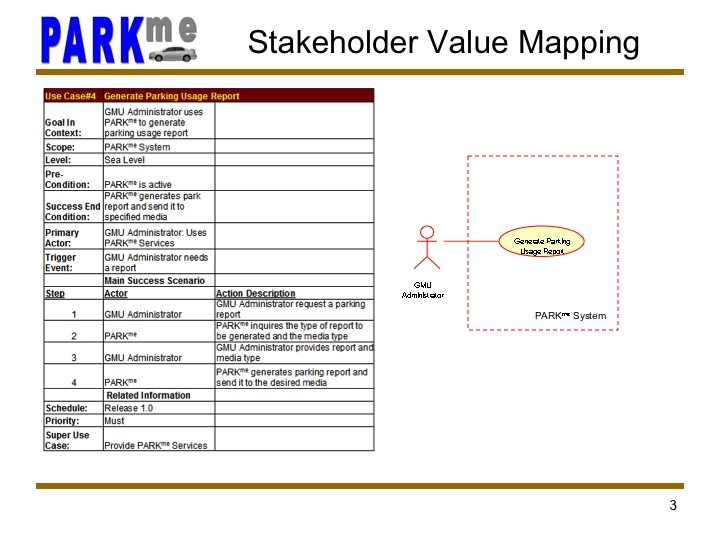 PARKme
Stakeholder Value Mapping
Use Case#4 Generate Parking Usage Report
Goal In Context: GMU Administrator uses PARKme to generate parking usage report
Scope: PARKme System
Level: Sea Level
Pre-Condition: PARKme is active
Success End Condition: PARKme generates park report and send it to specified media
Primary Actor: GMU Administrator: Uses PARKme Services
Trigger Event: GMU Administrator needs a report
Main Success Scenario
Step Actor Action Description
1 GMU Administrator GMU Administrator request a parking report
2 PARKme PARKme inquires the type of report to be generated and the media type
3 GMU Administrator GMU Administrator provides report and media type
4 PARKme PARKme generates parking report and send it to the desired media
Related Information
Schedule: Release 1.0
Priority: Must
Super Use Case: Provide PARKme Services
Generate Parking
Usage Report
GMU
Administrator
PARKme System
3